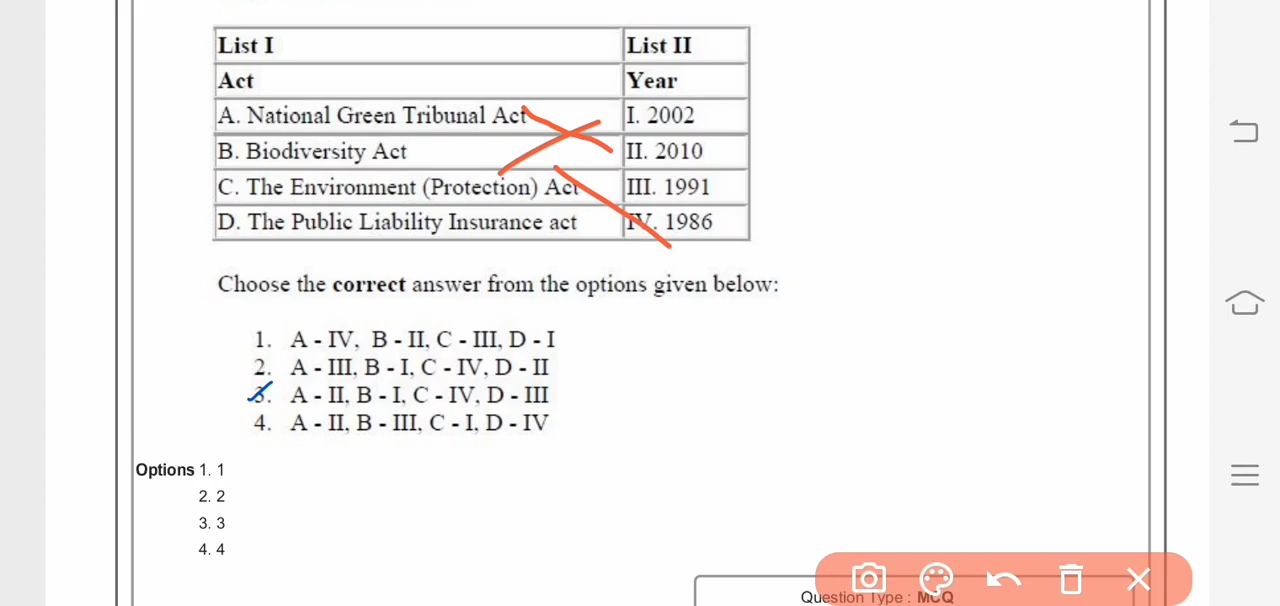 List I List II
Act Year
A. National Green Tribunal Act I. 2002
B. Biodiversity Act II. 2010
C. The Environment (Protection) Act III. 1991
D. The Public Liability Insurance act IV. 1986
Choose the correct answer from the options given below:
1. A - IV, B - II, C - III, D - I
2. A - III, B - I, C - IV, D - II
3. A - II, B - I, C - IV, D - III
4. A - II, B - III, C - I, D - IV
Options 1. 1
2. 2
3. 3
4. 4
Question Type : MCQ